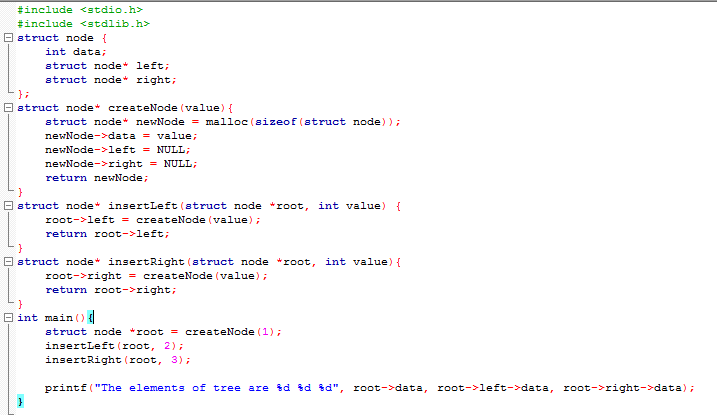 #include <stdio.h>
#include <stdlib.h>
struct node {
    int data;
    struct node* left;
    struct node* right;
};
struct node* createNode(value){
    struct node* newNode = malloc(sizeof(struct node));
    newNode->data = value;
    newNode->left = NULL;
    newNode->right = NULL;
    return newNode;
}
struct node* insertLeft(struct node *root, int value) {
    root->left = createNode(value);
    return root->left;
}
struct node* insertRight(struct node *root, int value){
    root->right = createNode(value);
    return root->right;
}
int main(){
    struct node *root = createNode(1);
    insertLeft(root, 2);
    insertRight(root, 3);

    printf("The elements of tree are %d %d %d", root->data, root->left->data, root->right->data);
}